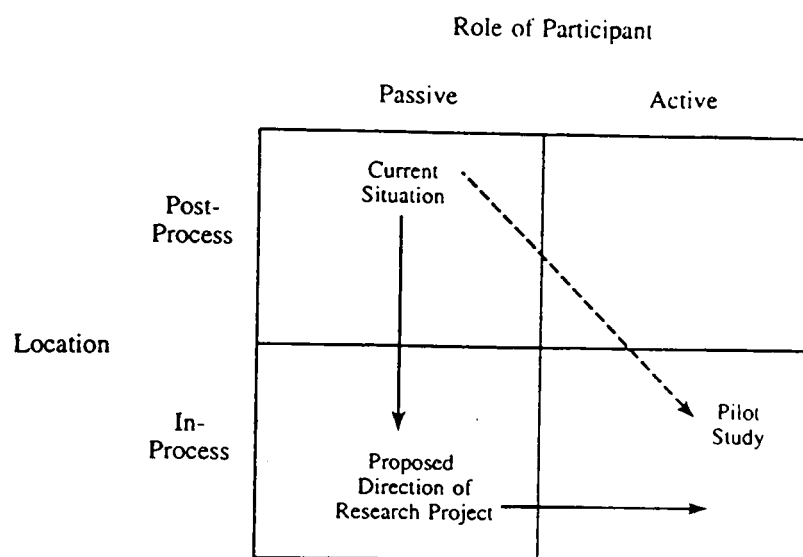 Role of Participant
Passive
Active
Current
Situation
Post-
Process
Location
In-
Process
Pilot
Study
Proposed
Direction of
Research Project